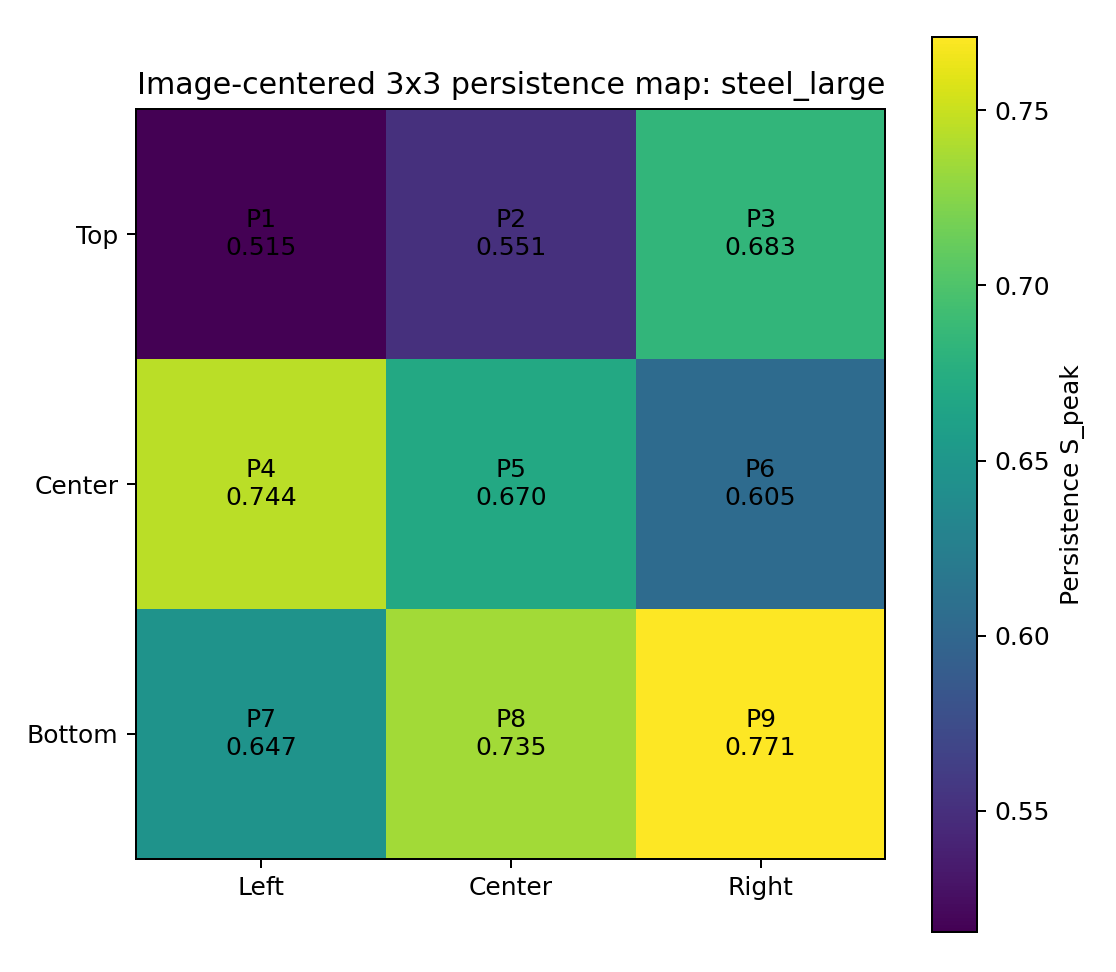 Image-centered 3x3 persistence map: steel_large
Top
P1
0.515
P2
0.551
P3
0.683
Center
P4
0.744
P5
0.670
P6
0.605
Bottom
P7
0.647
P8
0.735
P9
0.771
Left
Center
Right
0.75
0.70
0.65
0.60
0.55
Persistence S_peak